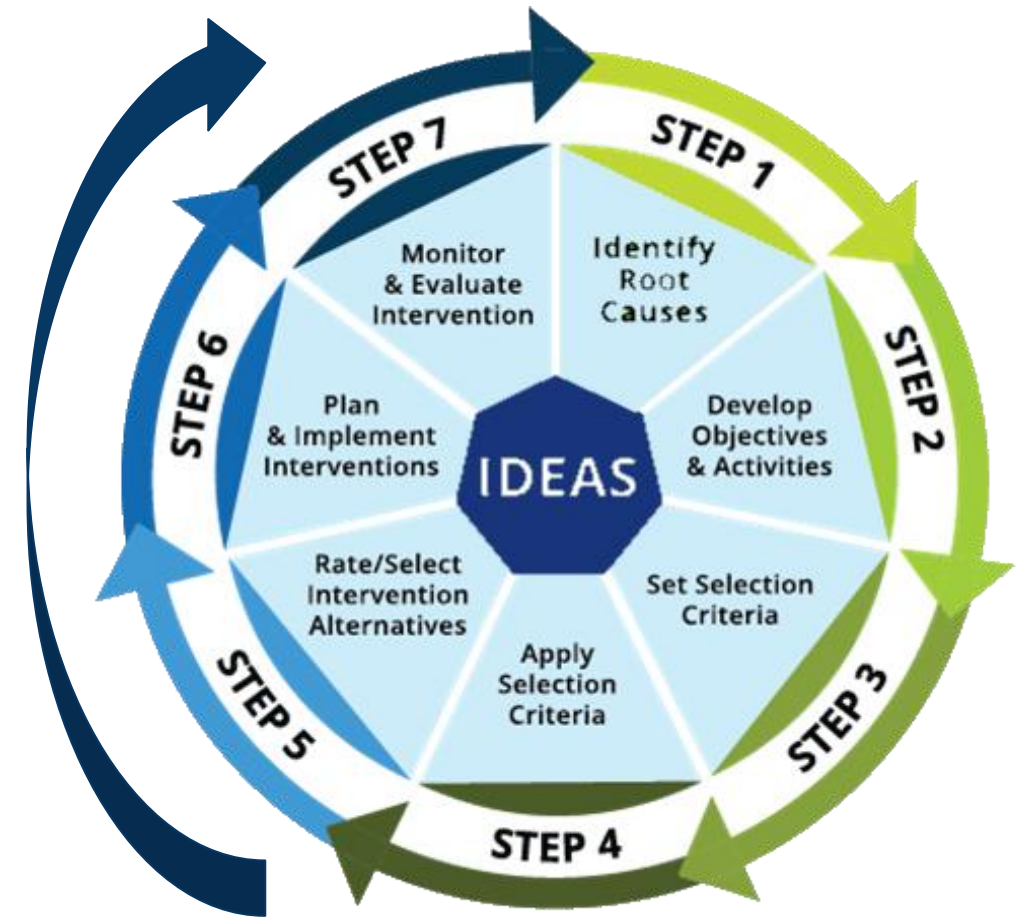 STEP 1
Identify
Root
Causes
STEP 2
Develop
Objectives
& Activities
STEP 3
Set Selection
Criteria
STEP 4
Apply
Selection
Criteria
STEP 5
Rate/Select
Intervention
Alternatives
STEP 6
Plan
& Implement
Interventions
STEP 7
Monitor
& Evaluate
Intervention
IDEAS